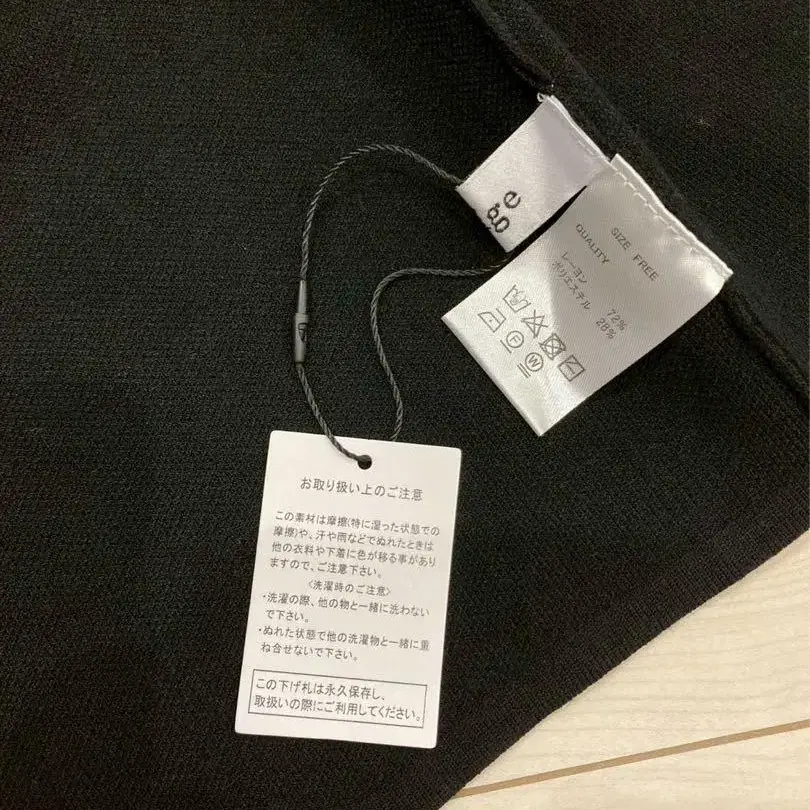 ge
SIZE FREE
QUALITY
レーヨン 72%
ポリエステル 28%
F
W
お取り扱い上のご注意
この素材は摩擦(特に湿った状態での
摩擦)や、汗や雨などでぬれたときは
他の衣料や下着に色が移る事があり
ますので、ご注意下さい。
〈洗濯時のご注意〉
・洗濯の際、他の物と一緒に洗わない
で下さい。
・ぬれた状態で他の洗濯物と一緒に重
ね合せないで下さい。
この下げ札は永久保存し、
取扱いの際にご利用してください。